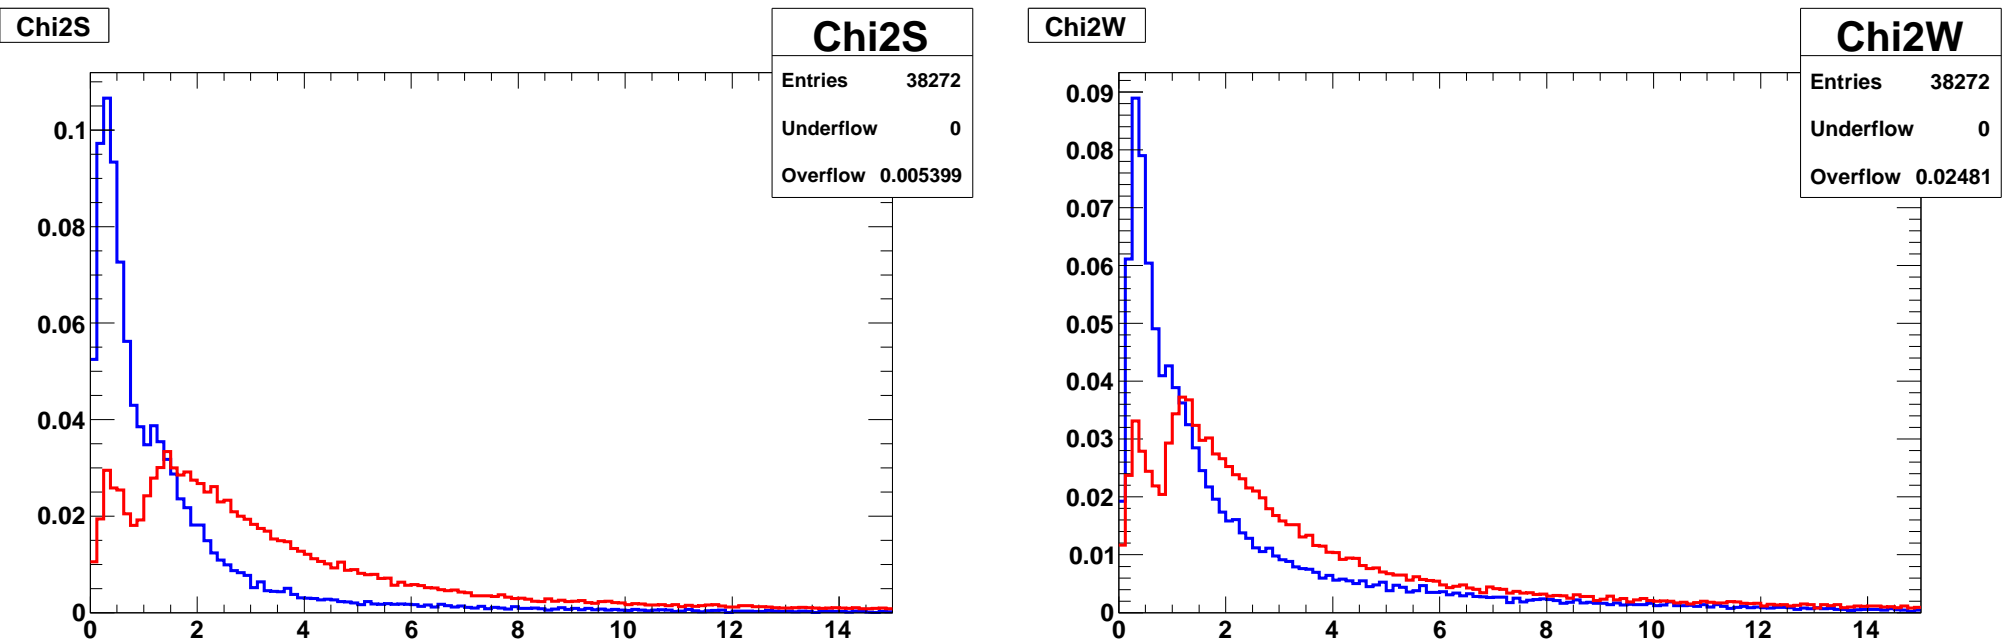 Chi2S
Chi2S
Entries 38272
Underflow 0
Overflow 0.005399
0.1
0.08
0.06
0.04
0.02
0
0 2 4 6 8 10 12 14
Chi2W
Chi2W
Entries 38272
Underflow 0
Overflow 0.02481
0.09
0.08
0.07
0.06
0.05
0.04
0.03
0.02
0.01
0
0 2 4 6 8 10 12 14